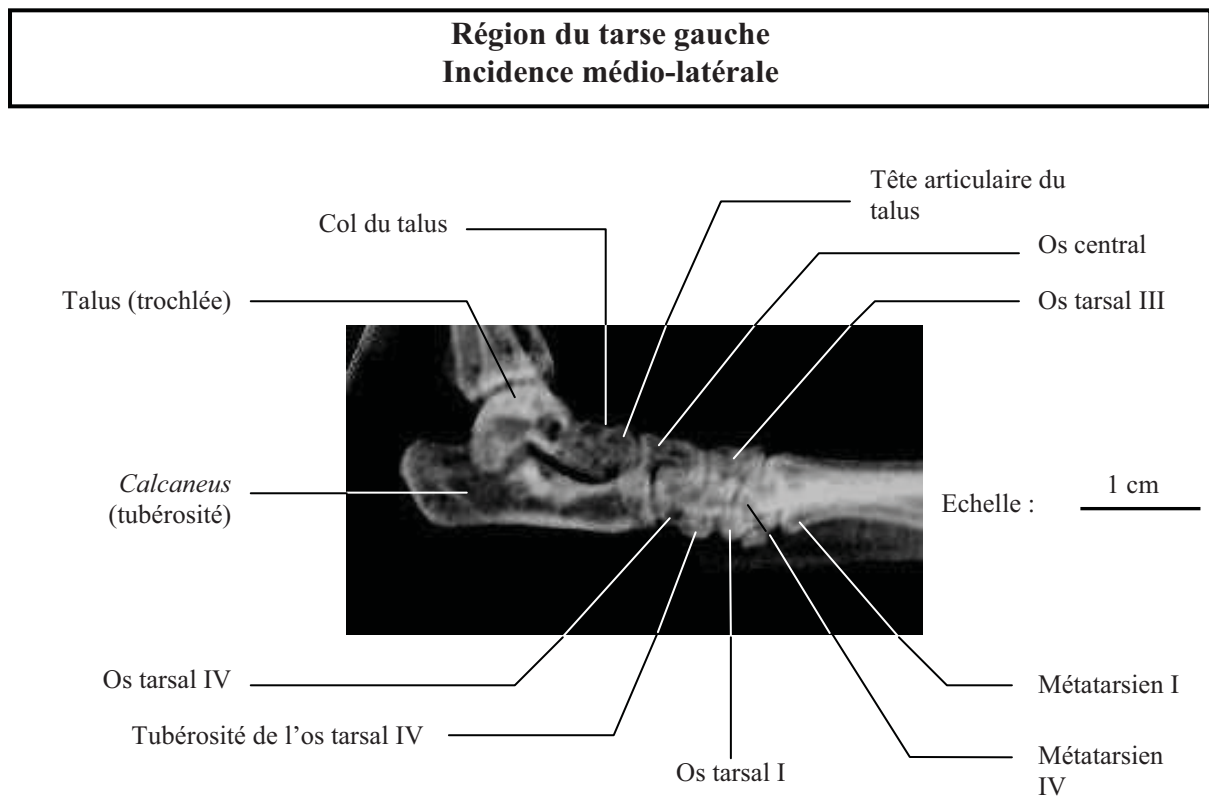 Région du tarse gauche
Incidence médio-latérale
Tête articulaire du
talus
Col du talus
Os central
Talus (trochlée)
Os tarsal III
Calcaneus
(tubérosité)
Echelle :
1 cm
Os tarsal IV
Métatarsien I
Tubérosité de l’os tarsal IV
Os tarsal I
Métatarsien
IV